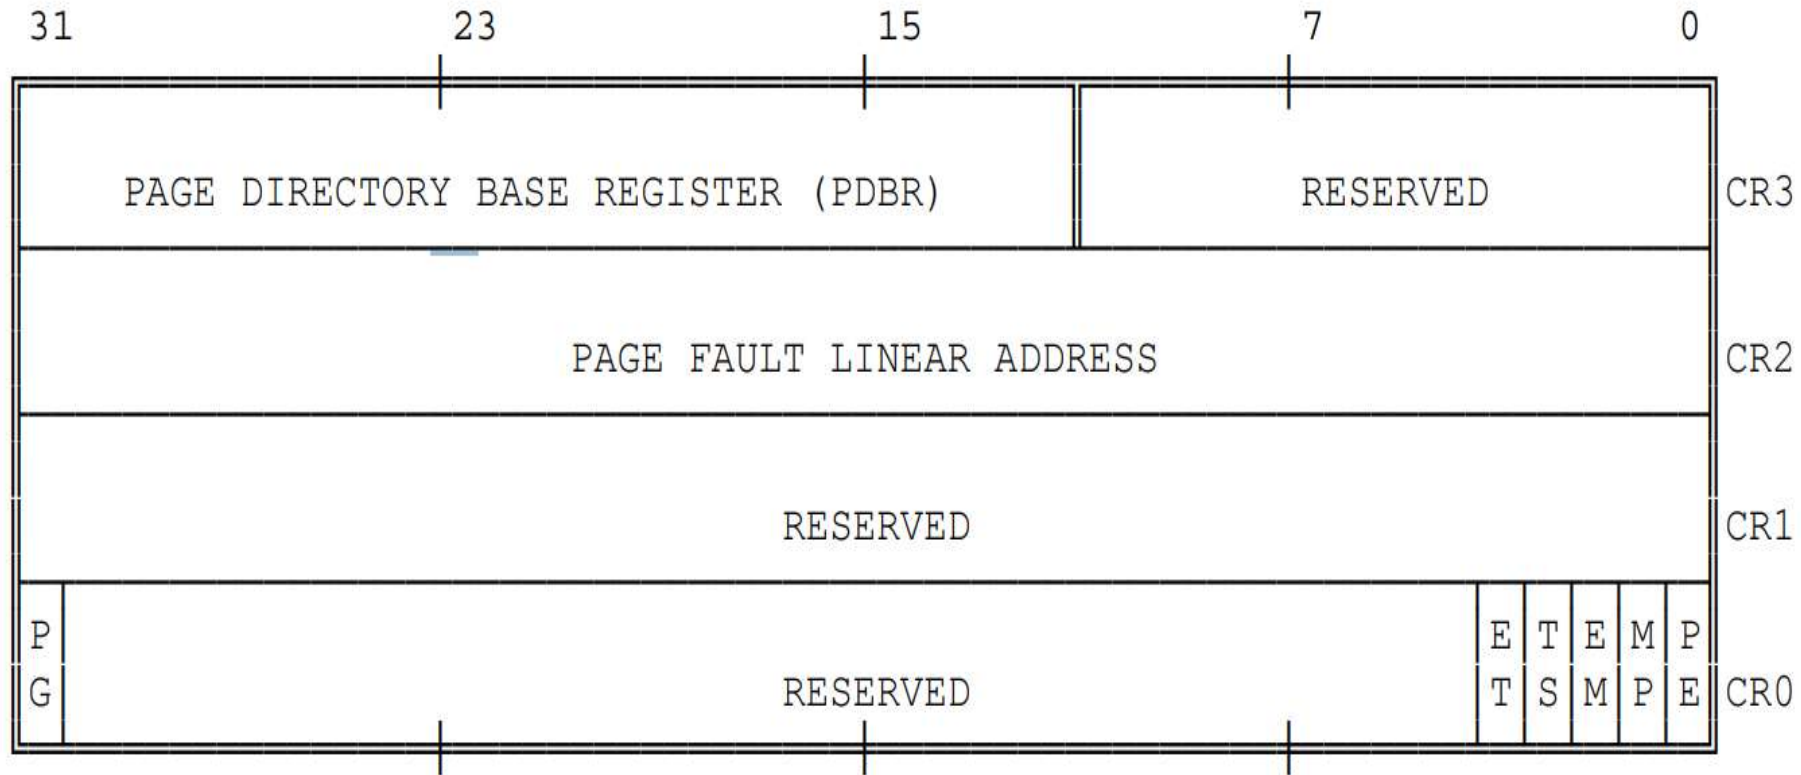 31 23 15 7 0
PAGE DIRECTORY BASE REGISTER (PDBR) RESERVED CR3
PAGE FAULT LINEAR ADDRESS CR2
RESERVED CR1
P E T E M P
G RESERVED T S M P E CR0